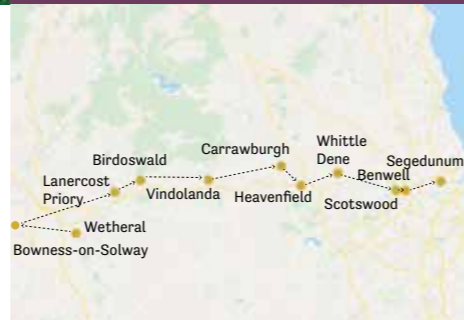 Carrawburgh
Whittle
Dene
Segedunum
Birdoswald
Benwell
Lanercost
Priory
Vindolanda
Heavenfield
Scotswood
Wetheral
Bowness-on-Solway